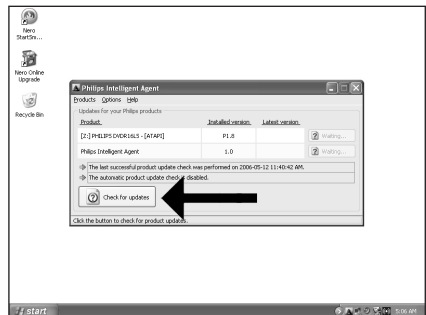 Nero
StartSm...
Nero Online
Upgrade
Recycle Bin
Philips Intelligent Agent
Products Options Help
Updates for your Philips products
Product Installed version Latest version
[Z:] PHILIPS DVDR16LS - [ATAPI] P1.8 Waiting...
Philips Intelligent Agent 1.0 Waiting...
The last successful product update check was performed on 2006-05-12 11:40:42 AM.
The automatic product update check is disabled.
Check for updates
Click the button to check for product updates.
start 5:06 AM